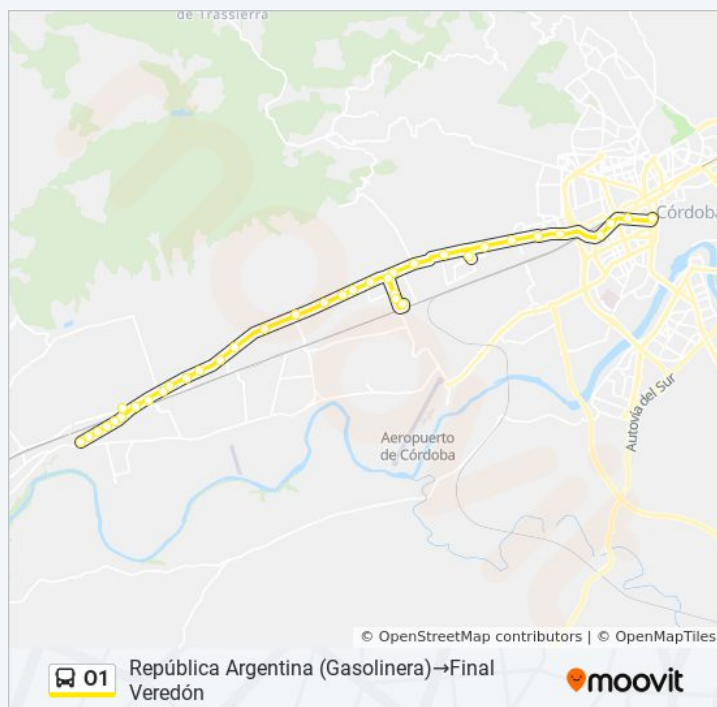 de Trassierra
Córdoba
Autovía del Sur
Aeropuerto
de Córdoba
© OpenStreetMap contributors | © OpenMapTiles
01
República Argentina (Gasolinera)→Final
Veredón
moovit